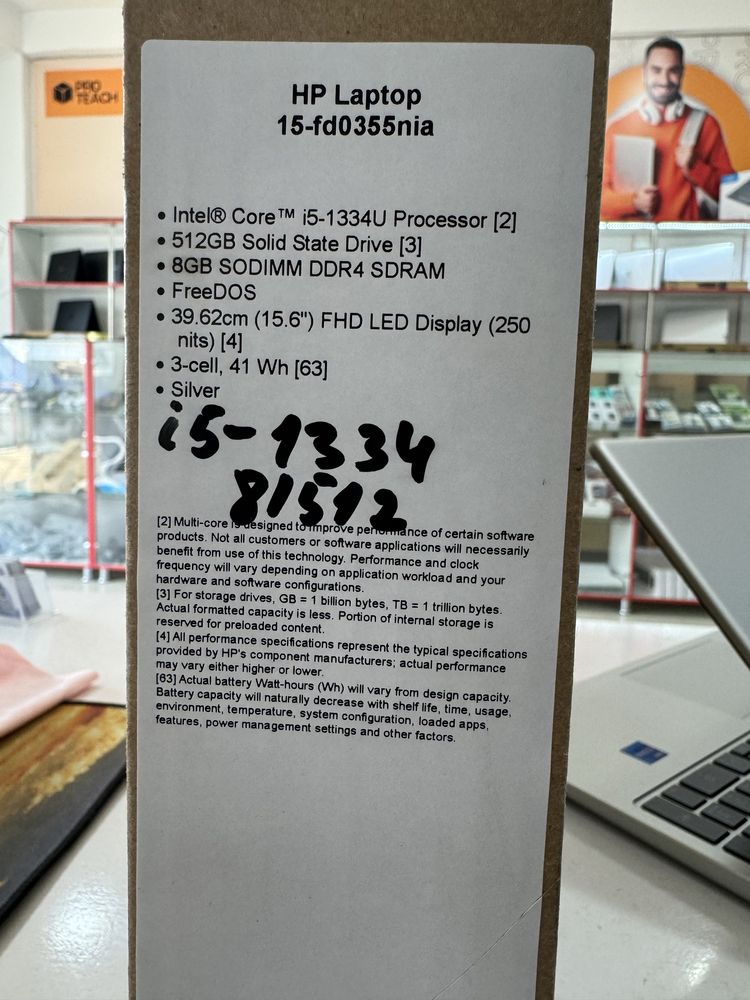 PRO
TEACH
HP Laptop
15-fd0355nia
• Intel® Core™ i5-1334U Processor [2]
• 512GB Solid State Drive [3]
• 8GB SODIMM DDR4 SDRAM
• FreeDOS
• 39.62cm (15.6") FHD LED Display (250
nits) [4]
• 3-cell, 41 Wh [63]
• Silver
i5-1334
8/512
[2] Multi-core is designed to improve performance of certain software
products. Not all customers or software applications will necessarily
benefit from use of this technology. Performance and clock
frequency will vary depending on application workload and your
hardware and software configurations.
[3] For storage drives, GB = 1 billion bytes, TB = 1 trillion bytes.
Actual formatted capacity is less. Portion of internal storage is
reserved for preloaded content.
[4] All performance specifications represent the typical specifications
provided by HP's component manufacturers; actual performance
may vary either higher or lower.
[63] Actual battery Watt-hours (Wh) will vary from design capacity.
Battery capacity will naturally decrease with shelf life, time, usage,
environment, temperature, system configuration, loaded apps,
features, power management settings and other factors.